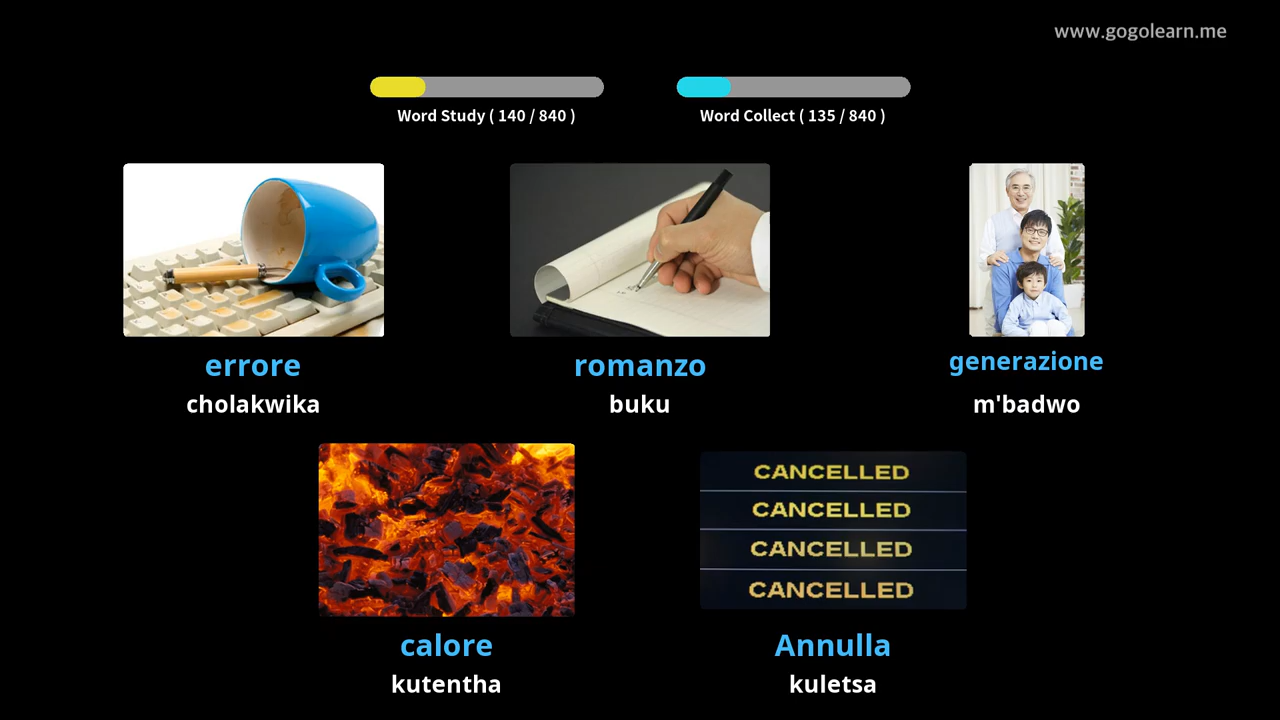 www.gogolearn.me
Word Study ( 140 / 840 )
Word Collect ( 135 / 840 )
errore
cholakwika
romanzo
buku
generazione
m'badwo
CANCELLED
CANCELLED
CANCELLED
CANCELLED
calore
kutentha
Annulla
kuletsa